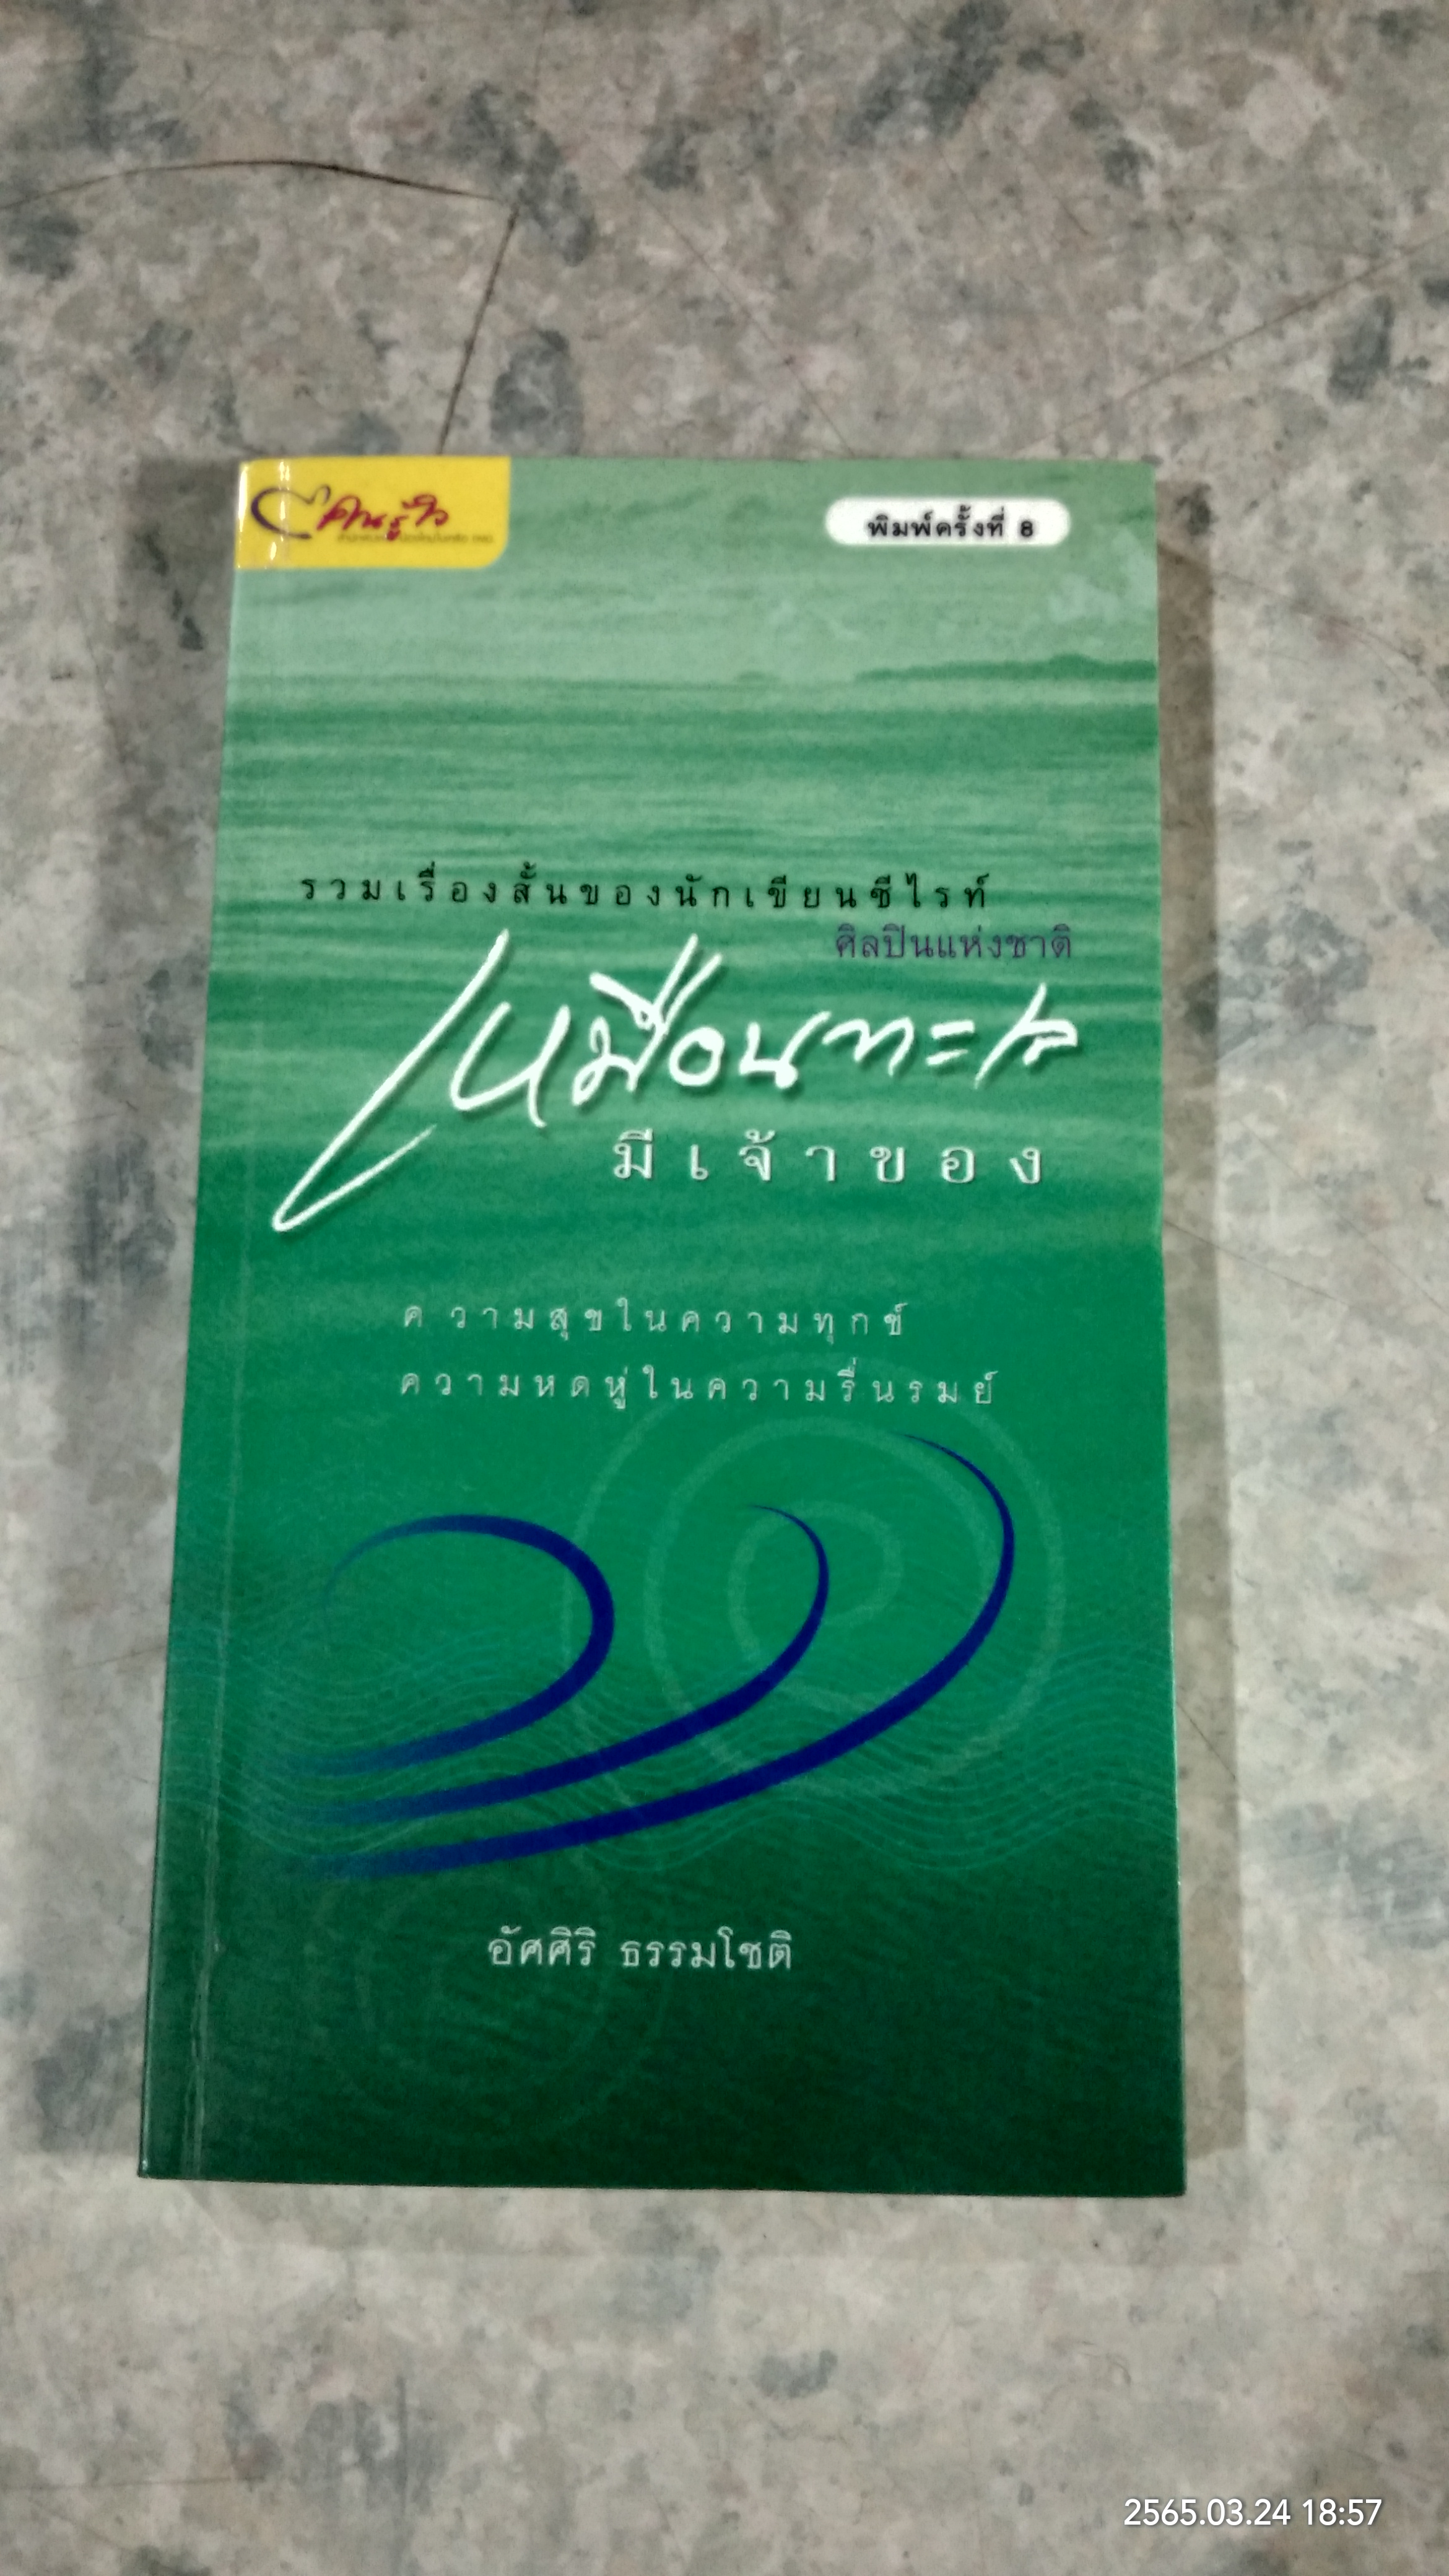 คนรู้ใจ
พิมพ์ครั้งที่ 8
รวมเรื่องสั้นของนักเขียนซีไรท์
ศิลปินแห่งชาติ
เหมือนทะเล
มีเจ้าของ
ความสุขในความทุกข์
ความหดหู่ในความรื่นรมย์
อัศศิริ ธรรมโชติ
2565.03.24 18:57